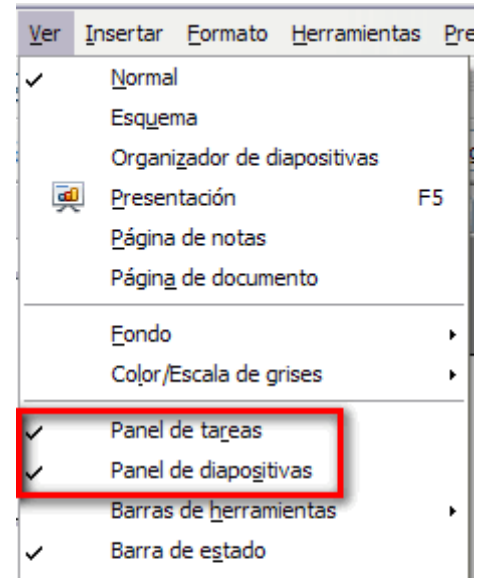 Ver Insertar Formato Herramientas Pre
Normal
Esquema
Organizador de diapositivas
Presentación F5
Página de notas
Página de documento
Fondo
Color/Escala de grises
Panel de tareas
Panel de diapositivas
Barras de herramientas
Barra de estado